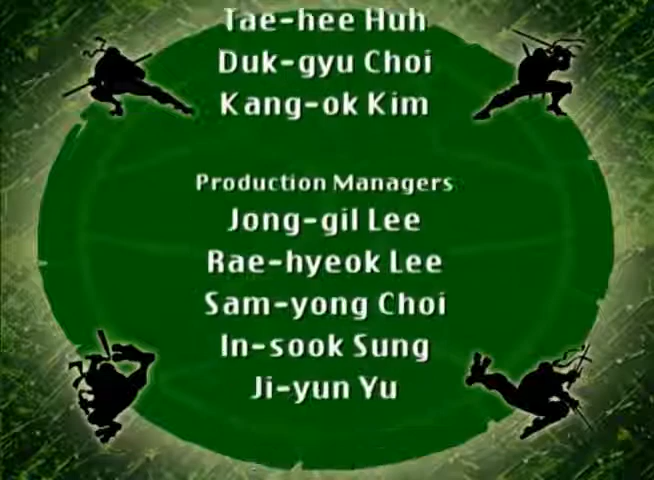 Tae-hee Huh
Duk-gyu Choi
Kang-ok Kim
Production Managers
Jong-gil Lee
Rae-hyeok Lee
Sam-yong Choi
In-sook Sung
Ji-yun Yu